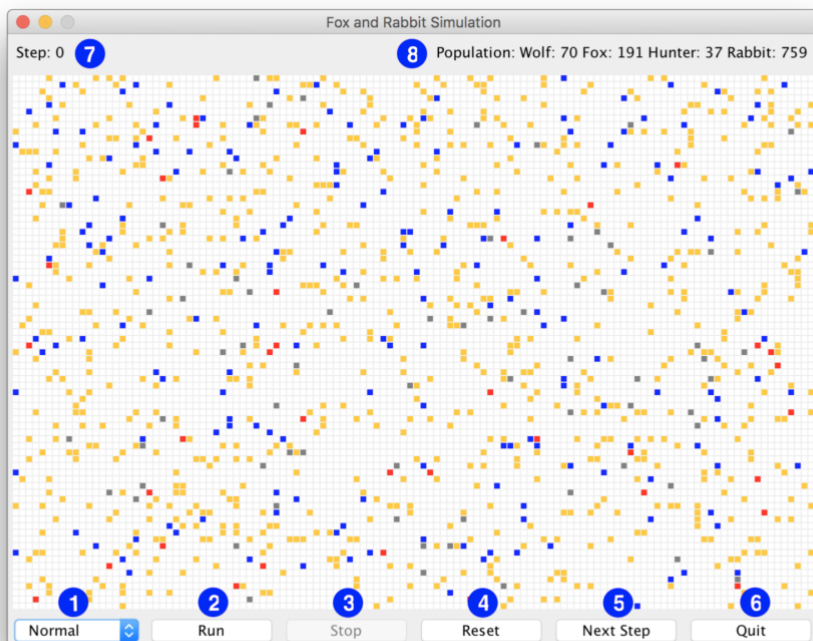 Fox and Rabbit Simulation
Step: 0 7 8 Population: Wolf: 70 Fox: 191 Hunter: 37 Rabbit: 759
1 2 3 4 5 6
Normal Run Stop Reset Next Step Quit